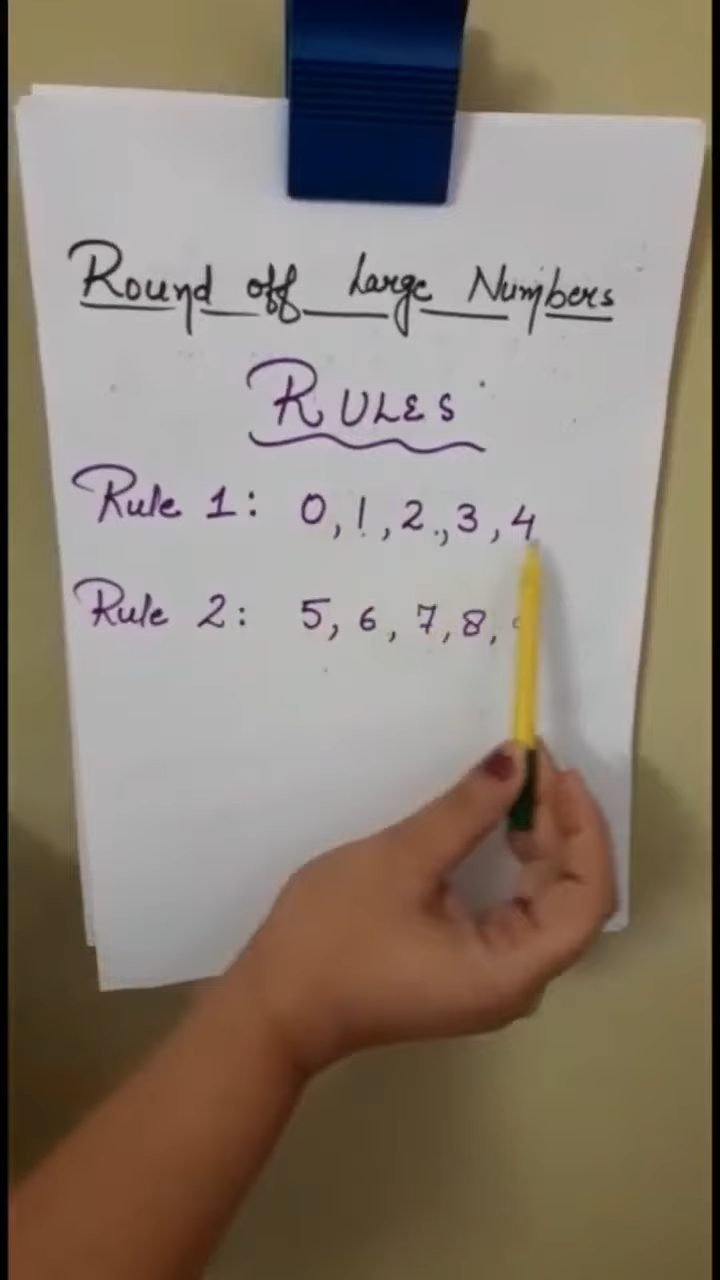 Round off Large Numbers
RULES
Rule 1: 0, 1, 2, 3, 4
Rule 2: 5, 6, 7, 8,